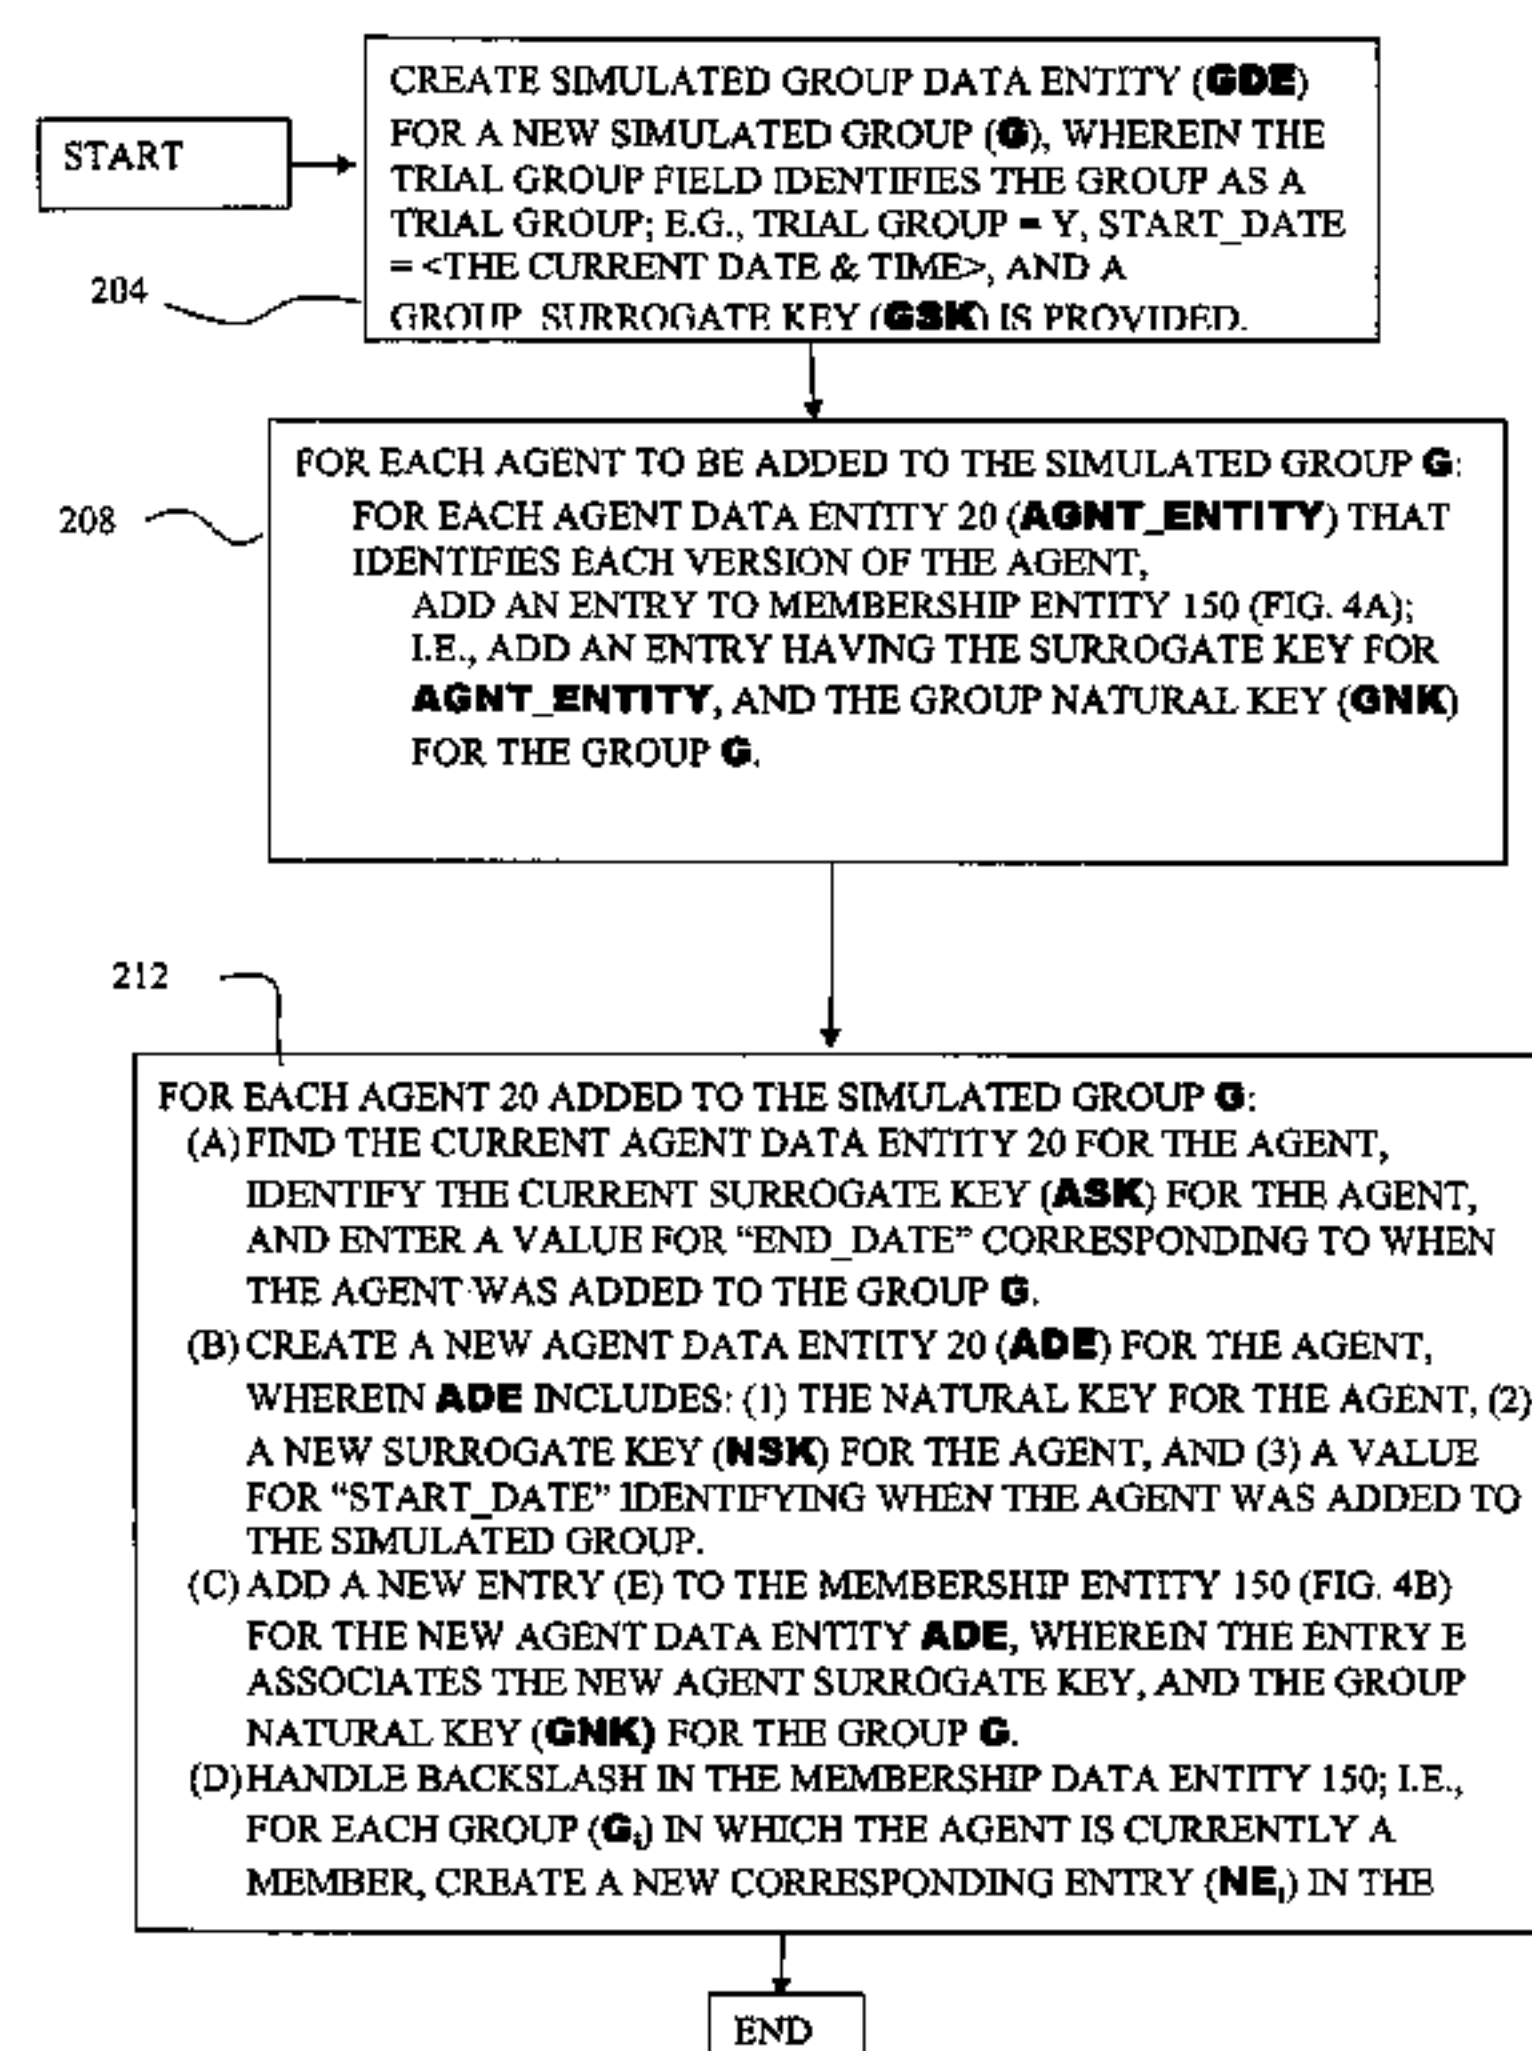 START
CREATE SIMULATED GROUP DATA ENTITY (GDE)
FOR A NEW SIMULATED GROUP (G), WHEREIN THE
TRIAL GROUP FIELD IDENTIFIES THE GROUP AS A
TRIAL GROUP; E.G., TRIAL GROUP = Y, START_DATE
= <THE CURRENT DATE & TIME>, AND A
GROUP_SURROGATE KEY (GSK) IS PROVIDED.
204
FOR EACH AGENT TO BE ADDED TO THE SIMULATED GROUP G:
FOR EACH AGENT DATA ENTITY 20 (AGNT_ENTITY) THAT
IDENTIFIES EACH VERSION OF THE AGENT,
ADD AN ENTRY TO MEMBERSHIP ENTITY 150 (FIG. 4A);
I.E., ADD AN ENTRY HAVING THE SURROGATE KEY FOR
AGNT_ENTITY, AND THE GROUP NATURAL KEY (GNK)
FOR THE GROUP G.
208
212
FOR EACH AGENT 20 ADDED TO THE SIMULATED GROUP G:
(A) FIND THE CURRENT AGENT DATA ENTITY 20 FOR THE AGENT,
IDENTIFY THE CURRENT SURROGATE KEY (ASK) FOR THE AGENT,
AND ENTER A VALUE FOR “END_DATE” CORRESPONDING TO WHEN
THE AGENT WAS ADDED TO THE GROUP G.
(B) CREATE A NEW AGENT DATA ENTITY 20 (ADE) FOR THE AGENT,
WHEREIN ADE INCLUDES: (1) THE NATURAL KEY FOR THE AGENT, (2)
A NEW SURROGATE KEY (NSK) FOR THE AGENT, AND (3) A VALUE
FOR “START_DATE” IDENTIFYING WHEN THE AGENT WAS ADDED TO
THE SIMULATED GROUP.
(C) ADD A NEW ENTRY (E) TO THE MEMBERSHIP ENTITY 150 (FIG. 4B)
FOR THE NEW AGENT DATA ENTITY ADE, WHEREIN THE ENTRY E
ASSOCIATES THE NEW AGENT SURROGATE KEY, AND THE GROUP
NATURAL KEY (GNK) FOR THE GROUP G.
(D) HANDLE BACKSLASH IN THE MEMBERSHIP DATA ENTITY 150; I.E.,
FOR EACH GROUP (Gᵢ) IN WHICH THE AGENT IS CURRENTLY A
MEMBER, CREATE A NEW CORRESPONDING ENTRY (NEᵢ) IN THE
END